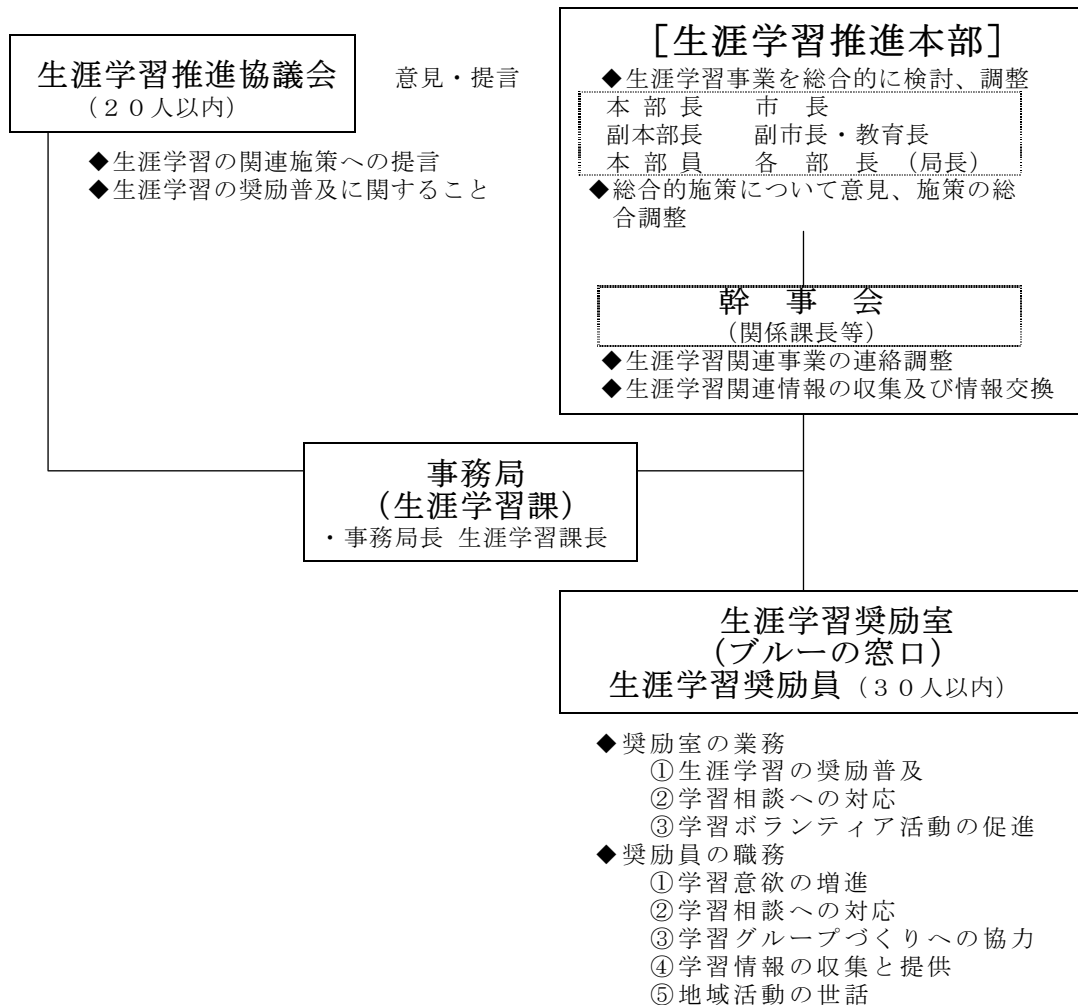 生涯学習推進協議会
（２０人以内）
意見・提言
◆生涯学習の関連施策への提言
◆生涯学習の奨励普及に関すること
［生涯学習推進本部］
◆生涯学習事業を総合的に検討、調整
本 部 長　　市　長
副本部長　　副市長・教育長
本 部 員　　各　部　長　（局長）
◆総合的施策について意見、施策の総
合調整
幹　事　会
（関係課長等）
◆生涯学習関連事業の連絡調整
◆生涯学習関連情報の収集及び情報交換
事務局
（生涯学習課）
・事務局長 生涯学習課長
生涯学習奨励室
（ブルーの窓口）
生涯学習奨励員（３０人以内）
◆奨励室の業務
①生涯学習の奨励普及
②学習相談への対応
③学習ボランティア活動の促進
◆奨励員の職務
①学習意欲の増進
②学習相談への対応
③学習グループづくりへの協力
④学習情報の収集と提供
⑤地域活動の世話